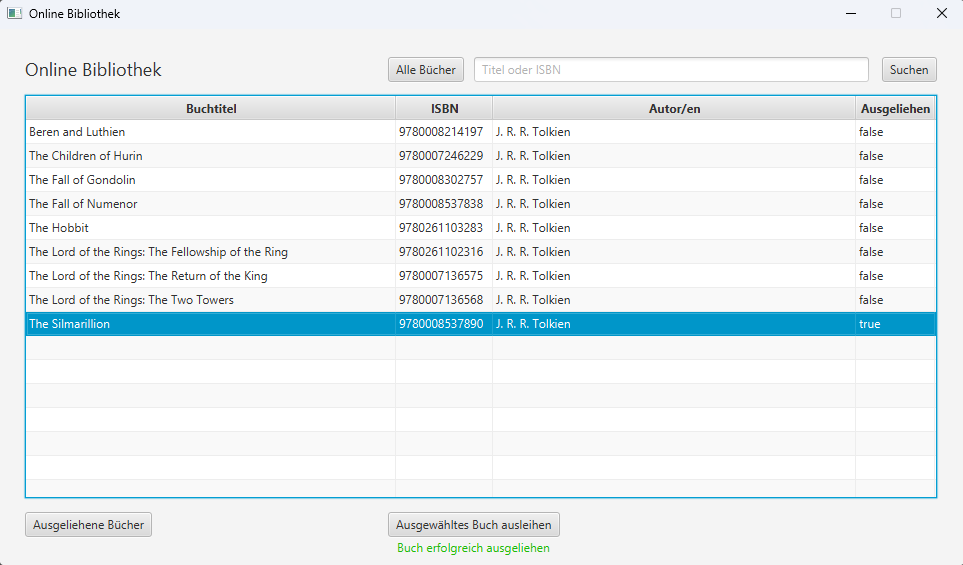 Online Bibliothek
Online Bibliothek Alle Bücher Titel oder ISBN Suchen
Buchtitel ISBN Autor/en Ausgeliehen
Beren and Luthien 9780008214197 J. R. R. Tolkien false
The Children of Hurin 9780007246229 J. R. R. Tolkien false
The Fall of Gondolin 9780008302757 J. R. R. Tolkien false
The Fall of Numenor 9780008537838 J. R. R. Tolkien false
The Hobbit 9780261103283 J. R. R. Tolkien false
The Lord of the Rings: The Fellowship of the Ring 9780261102316 J. R. R. Tolkien false
The Lord of the Rings: The Return of the King 9780007136575 J. R. R. Tolkien false
The Lord of the Rings: The Two Towers 9780007136568 J. R. R. Tolkien false
The Silmarillion 9780008537890 J. R. R. Tolkien true
Ausgeliehene Bücher Ausgewähltes Buch ausleihen
Buch erfolgreich ausgeliehen